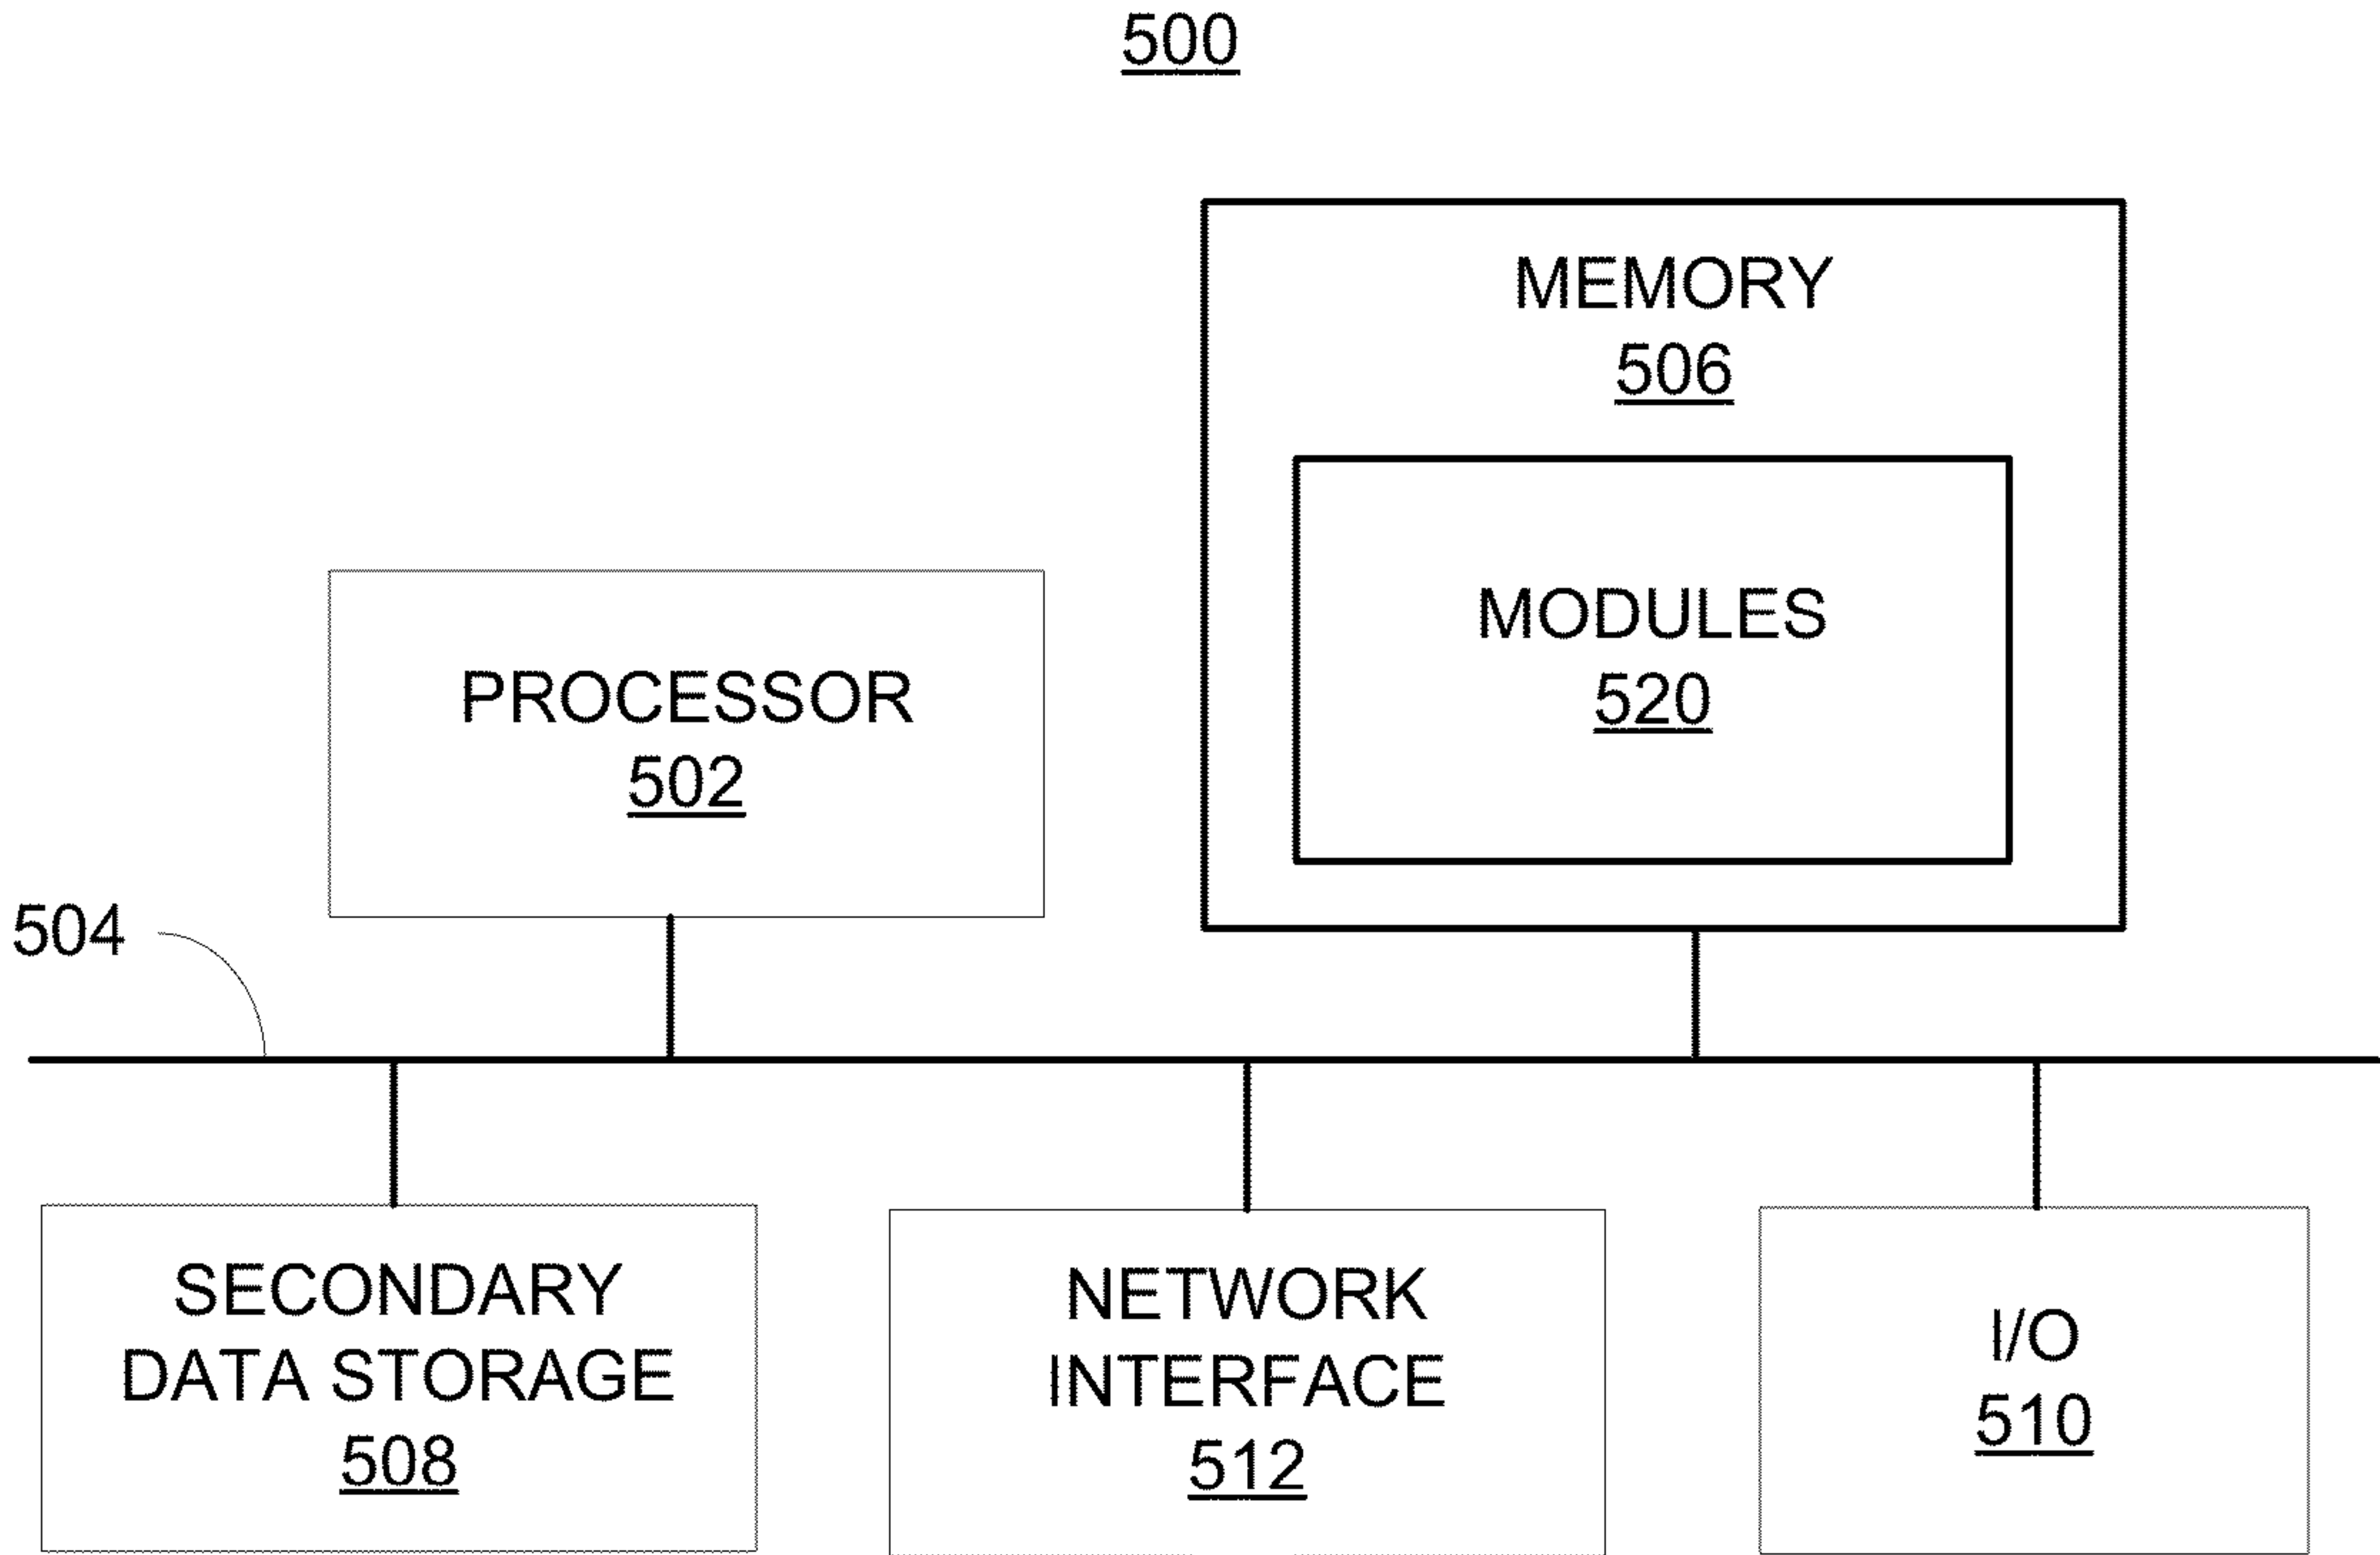 500
MEMORY
506
MODULES
520
PROCESSOR
502
504
SECONDARY
DATA STORAGE
508
NETWORK
INTERFACE
512
I/O
510